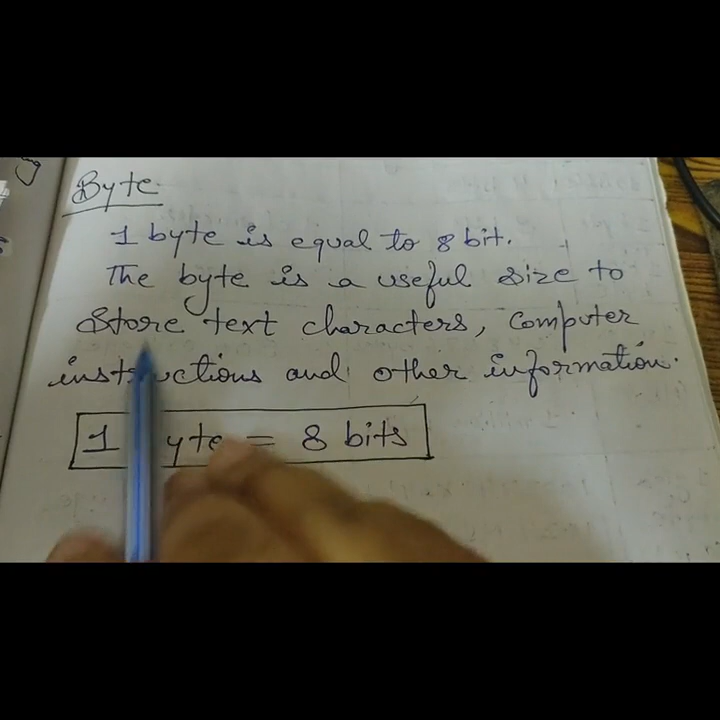 Byte
1 byte is equal to 8 bit.
The byte is a useful size to
store text characters, computer
instructions and other information.
1 byte = 8 bits